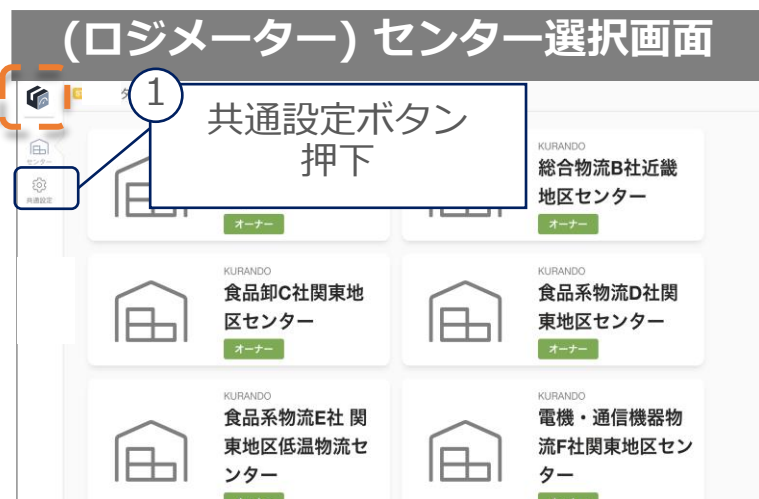 (ロジメーター) センター選択画面
1
共通設定ボタン
押下
センター
共通設定
オーナー
KURANDO
総合物流B社近畿
地区センター
オーナー
KURANDO
食品卸C社関東地
区センター
オーナー
KURANDO
食品系物流D社関
東地区センター
オーナー
KURANDO
食品系物流E社 関
東地区低温物流セ
ンター
KURANDO
電機・通信機器物
流F社関東地区セン
ター